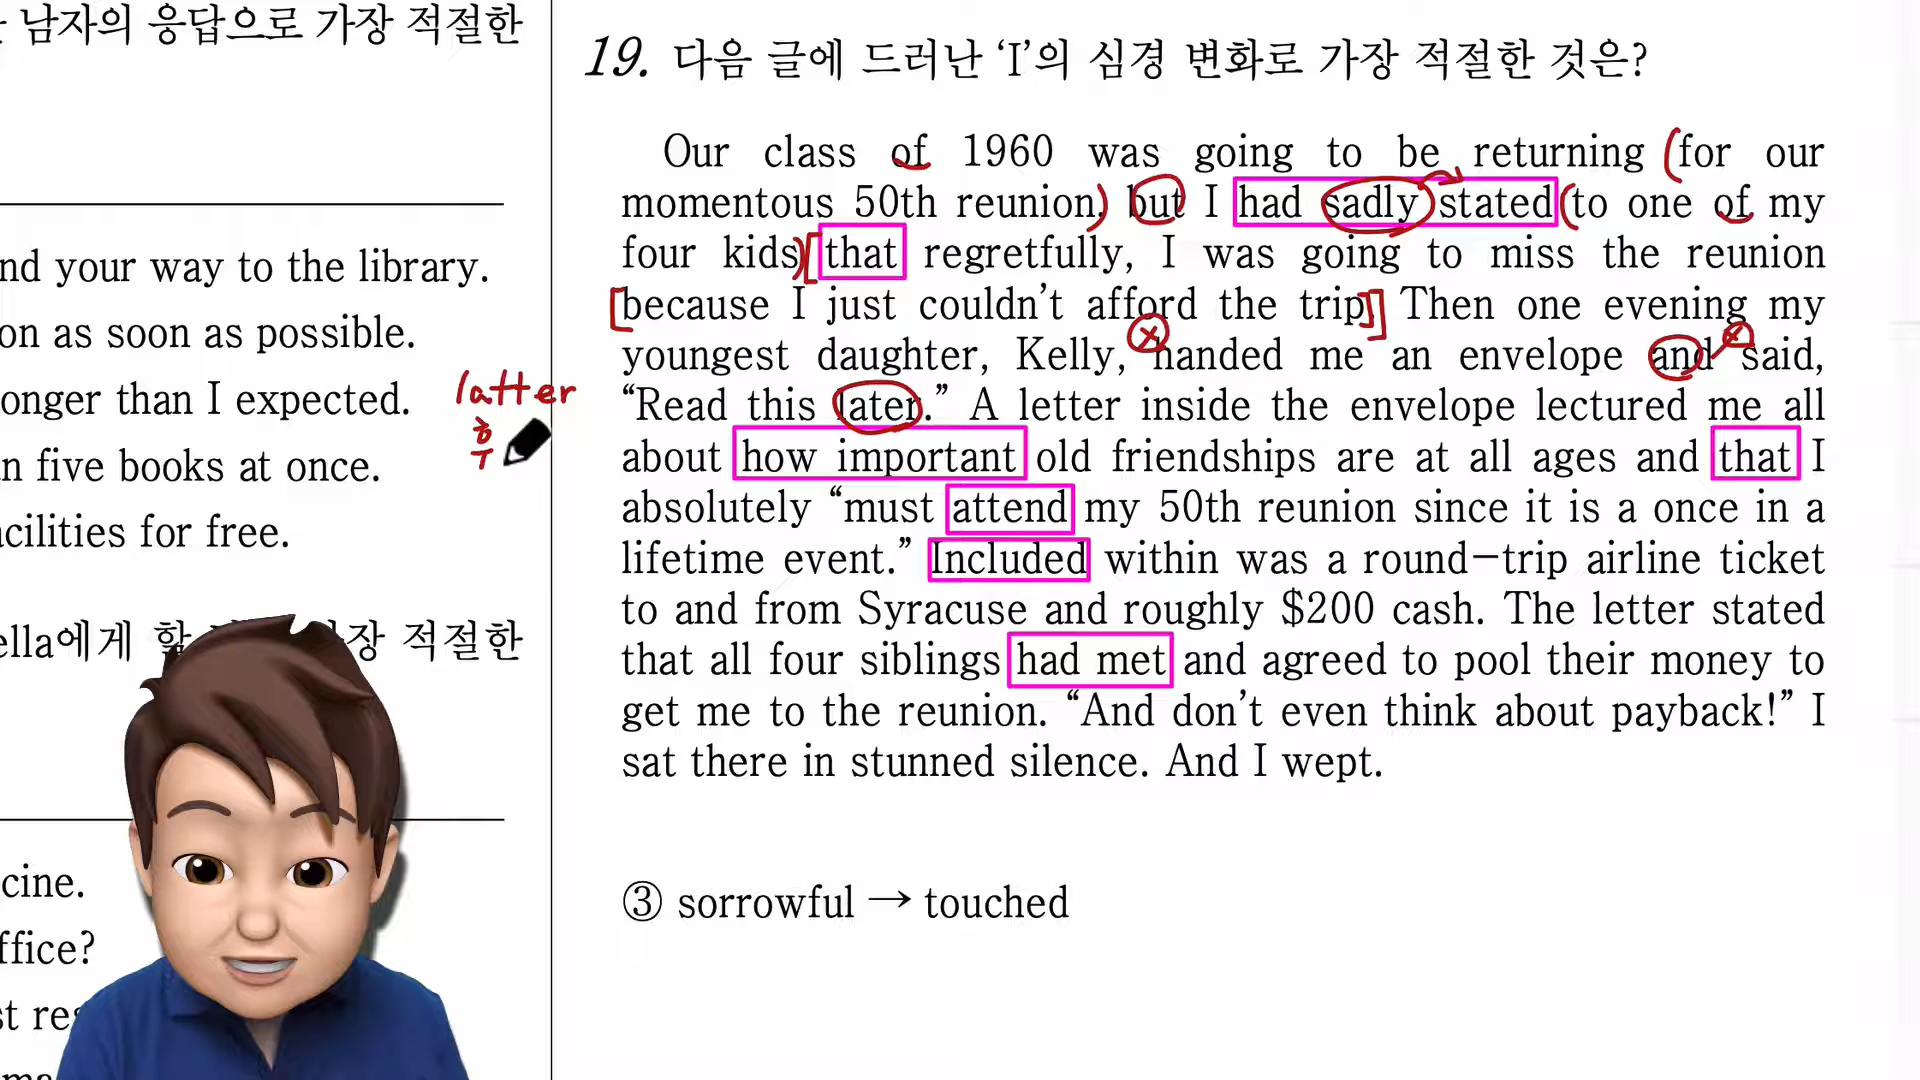 남자의 응답으로 가장 적절한
nd your way to the library.
on as soon as possible.
onger than I expected.
n five books at once.
acilities for free.
ella에게 할 가장 적절한
cine.
ffice?
latter
후
19. 다음 글에 드러난 ‘I’의 심경 변화로 가장 적절한 것은?
Our class of 1960 was going to be returning for our
momentous 50th reunion, but I had sadly stated to one of my
four kids that regretfully, I was going to miss the reunion
because I just couldn’t afford the trip. Then one evening my
youngest daughter, Kelly, handed me an envelope and said,
“Read this later.” A letter inside the envelope lectured me all
about how important old friendships are at all ages and that I
absolutely “must attend my 50th reunion since it is a once in a
lifetime event.” Included within was a round-trip airline ticket
to and from Syracuse and roughly $200 cash. The letter stated
that all four siblings had met and agreed to pool their money to
get me to the reunion. “And don’t even think about payback!” I
sat there in stunned silence. And I wept.
③ sorrowful → touched